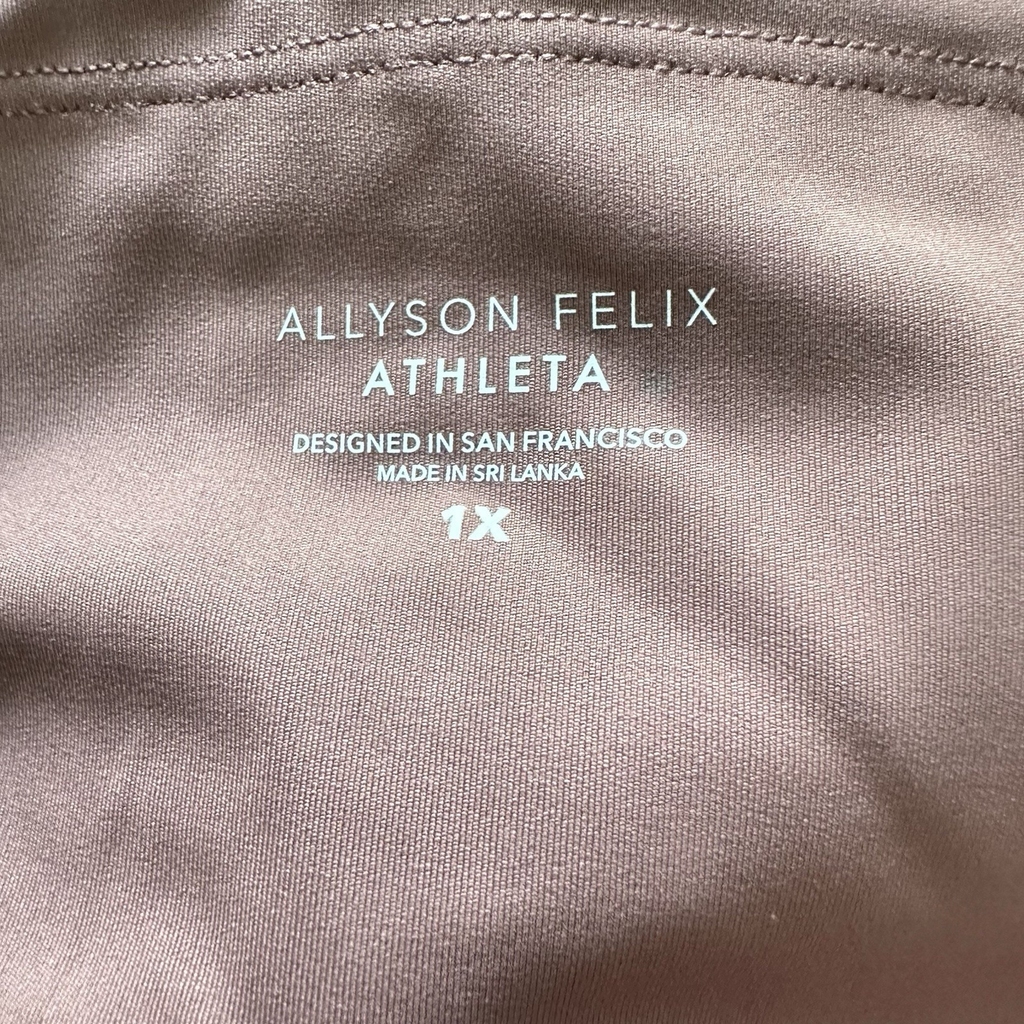 ALLYSON FELIX
ATHLETA
DESIGNED IN SAN FRANCISCO
MADE IN SRI LANKA
1X